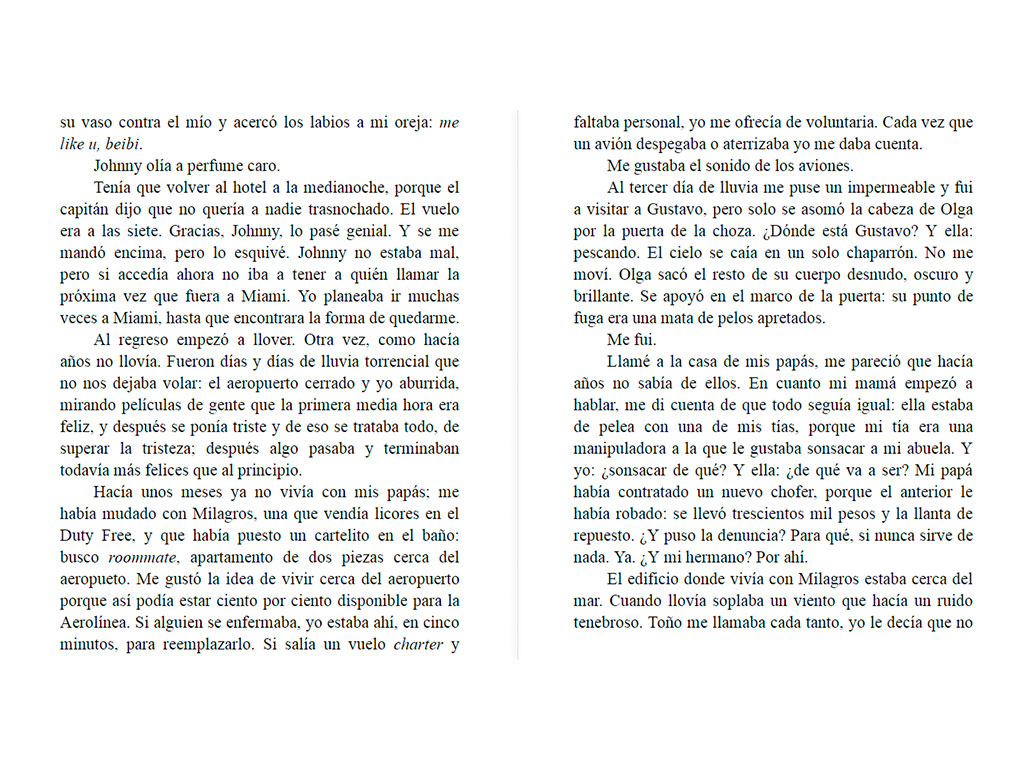 su vaso contra el mío y acercó los labios a mi oreja: me
like u, beibi.
Johnny olía a perfume caro.
Tenía que volver al hotel a la medianoche, porque el
capitán dijo que no quería a nadie trasnochado. El vuelo
era a las siete. Gracias, Johnny, lo pasé genial. Y se me
mandó encima, pero lo esquivé. Johnny no estaba mal,
pero si accedía ahora no iba a tener a quién llamar la
próxima vez que fuera a Miami. Yo planeaba ir muchas
veces a Miami, hasta que encontrara la forma de quedarme.
Al regreso empezó a llover. Otra vez, como hacía
años no llovía. Fueron días y días de lluvia torrencial que
no nos dejaba volar: el aeropuerto cerrado y yo aburrida,
mirando películas de gente que la primera media hora era
feliz, y después se ponía triste y de eso se trataba todo, de
superar la tristeza; después algo pasaba y terminaban
todavía más felices que al principio.
Hacía unos meses ya no vivía con mis papás; me
había mudado con Milagros, una que vendía licores en el
Duty Free, y que había puesto un cartelito en el baño:
busco roommate, apartamento de dos piezas cerca del
aeropueto. Me gustó la idea de vivir cerca del aeropuerto
porque así podía estar ciento por ciento disponible para la
Aerolínea. Si alguien se enfermaba, yo estaba ahí, en cinco
minutos, para reemplazarlo. Si salía un vuelo charter y
faltaba personal, yo me ofrecía de voluntaria. Cada vez que
un avión despegaba o aterrizaba yo me daba cuenta.
Me gustaba el sonido de los aviones.
Al tercer día de lluvia me puse un impermeable y fui
a visitar a Gustavo, pero solo se asomó la cabeza de Olga
por la puerta de la choza. ¿Dónde está Gustavo? Y ella:
pescando. El cielo se caía en un solo chaparrón. No me
moví. Olga sacó el resto de su cuerpo desnudo, oscuro y
brillante. Se apoyó en el marco de la puerta: su punto de
fuga era una mata de pelos apretados.
Me fui.
Llamé a la casa de mis papás, me pareció que hacía
años no sabía de ellos. En cuanto mi mamá empezó a
hablar, me di cuenta de que todo seguía igual: ella estaba
de pelea con una de mis tías, porque mi tía era una
manipuladora a la que le gustaba sonsacar a mi abuela. Y
yo: ¿sonsacar de qué? Y ella: ¿de qué va a ser? Mi papá
había contratado un nuevo chofer, porque el anterior le
había robado: se llevó trescientos mil pesos y la llanta de
repuesto. ¿Y puso la denuncia? Para qué, si nunca sirve de
nada. Ya. ¿Y mi hermano? Por ahí.
El edificio donde vivía con Milagros estaba cerca del
mar. Cuando llovía soplaba un viento que hacía un ruido
tenebroso. Toño me llamaba cada tanto, yo le decía que no